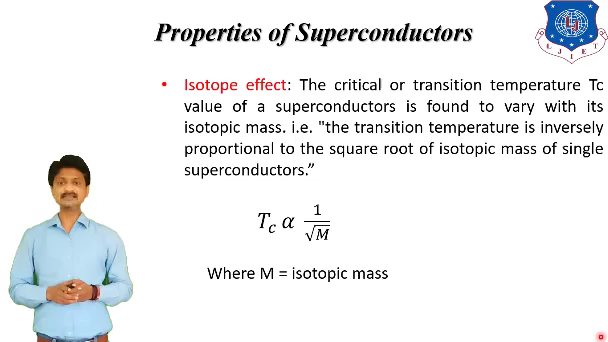 Properties of Superconductors
LJIET
• Isotope effect: The critical or transition temperature Tc
value of a superconductors is found to vary with its
isotopic mass. i.e. "the transition temperature is inversely
proportional to the square root of isotopic mass of single
superconductors.”
T_c α 1/√M
Where M = isotopic mass